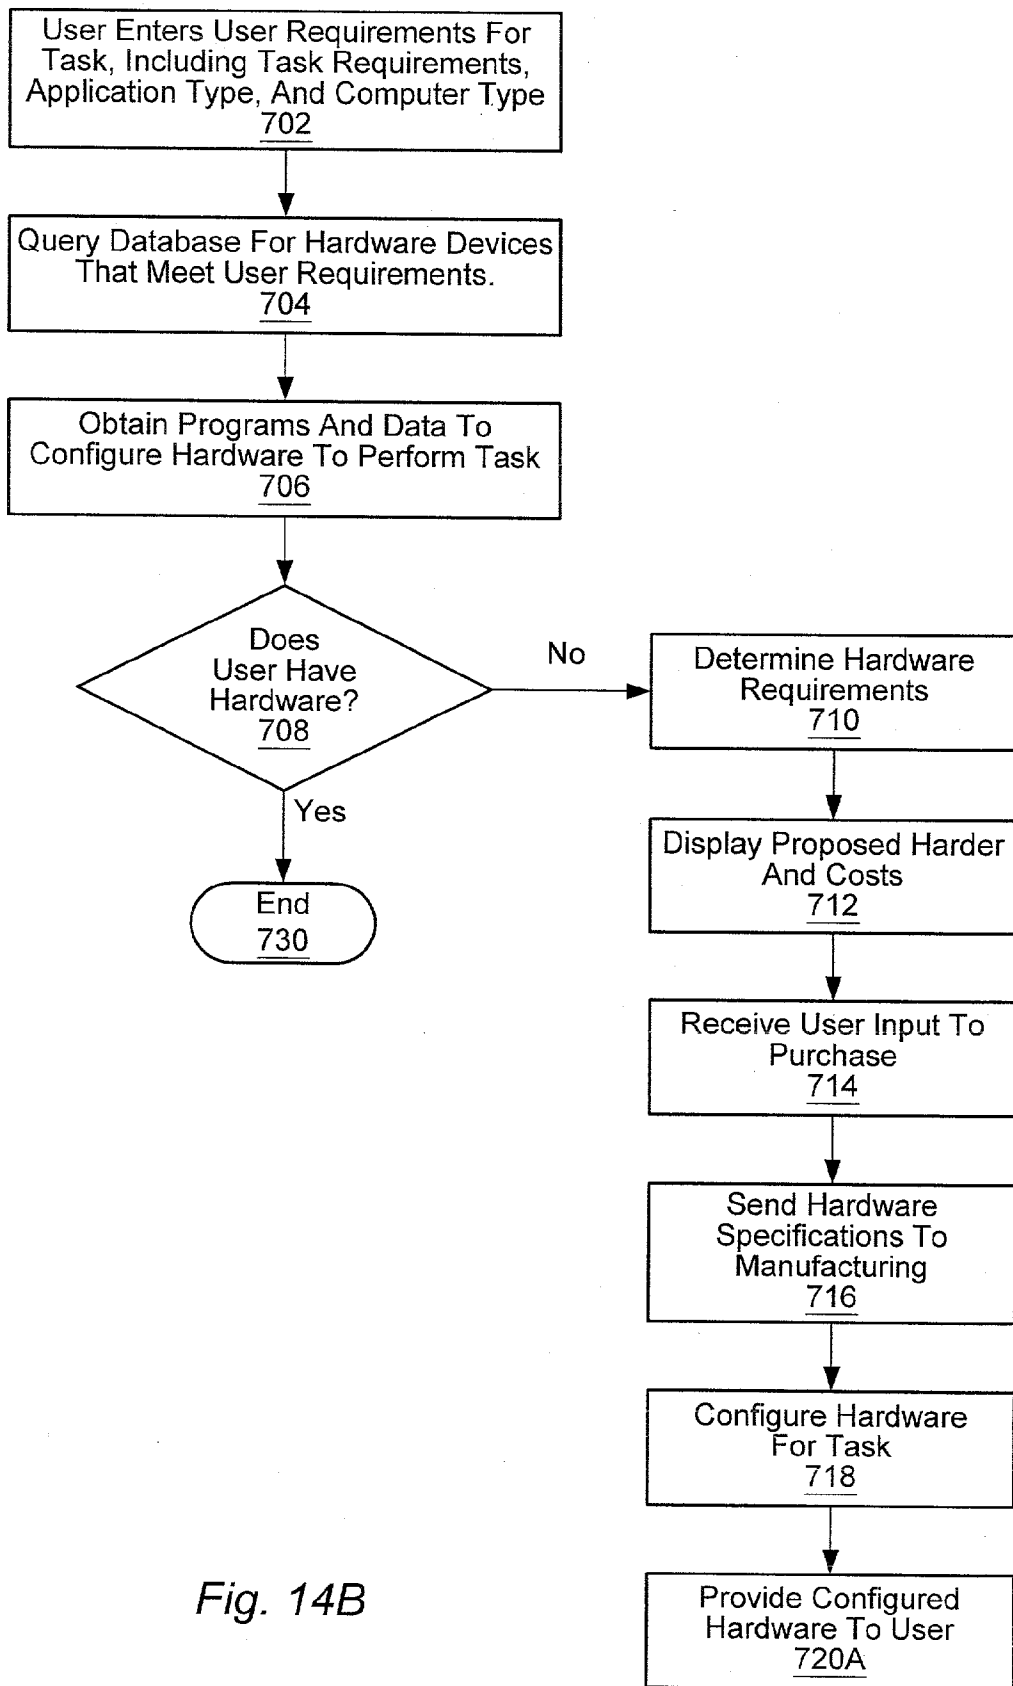 User Enters User Requirements For
Task, Including Task Requirements,
Application Type, And Computer Type
702
Query Database For Hardware Devices
That Meet User Requirements.
704
Obtain Programs And Data To
Configure Hardware To Perform Task
706
Does
User Have
Hardware?
708
No
Yes
End
730
Determine Hardware
Requirements
710
Display Proposed Harder
And Costs
712
Receive User Input To
Purchase
714
Send Hardware
Specifications To
Manufacturing
716
Configure Hardware
For Task
718
Provide Configured
Hardware To User
720A
Fig. 14B